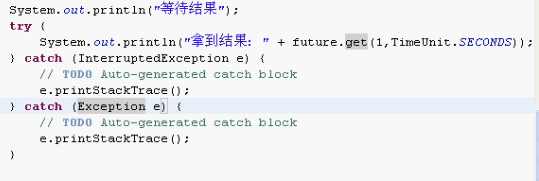 System.out.println("等待结果");
try {
System.out.println("拿到结果：" + future.get(1,TimeUnit.SECONDS));
} catch (InterruptedException e) {
// TODO Auto-generated catch block
e.printStackTrace();
} catch (Exception e) {
// TODO Auto-generated catch block
e.printStackTrace();
}